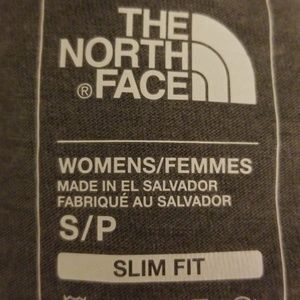 THE
NORTH
® FACE
WOMENS/FEMMES
MADE IN EL SALVADOR
FABRIQUÉ AU SALVADOR
S/P
SLIM FIT